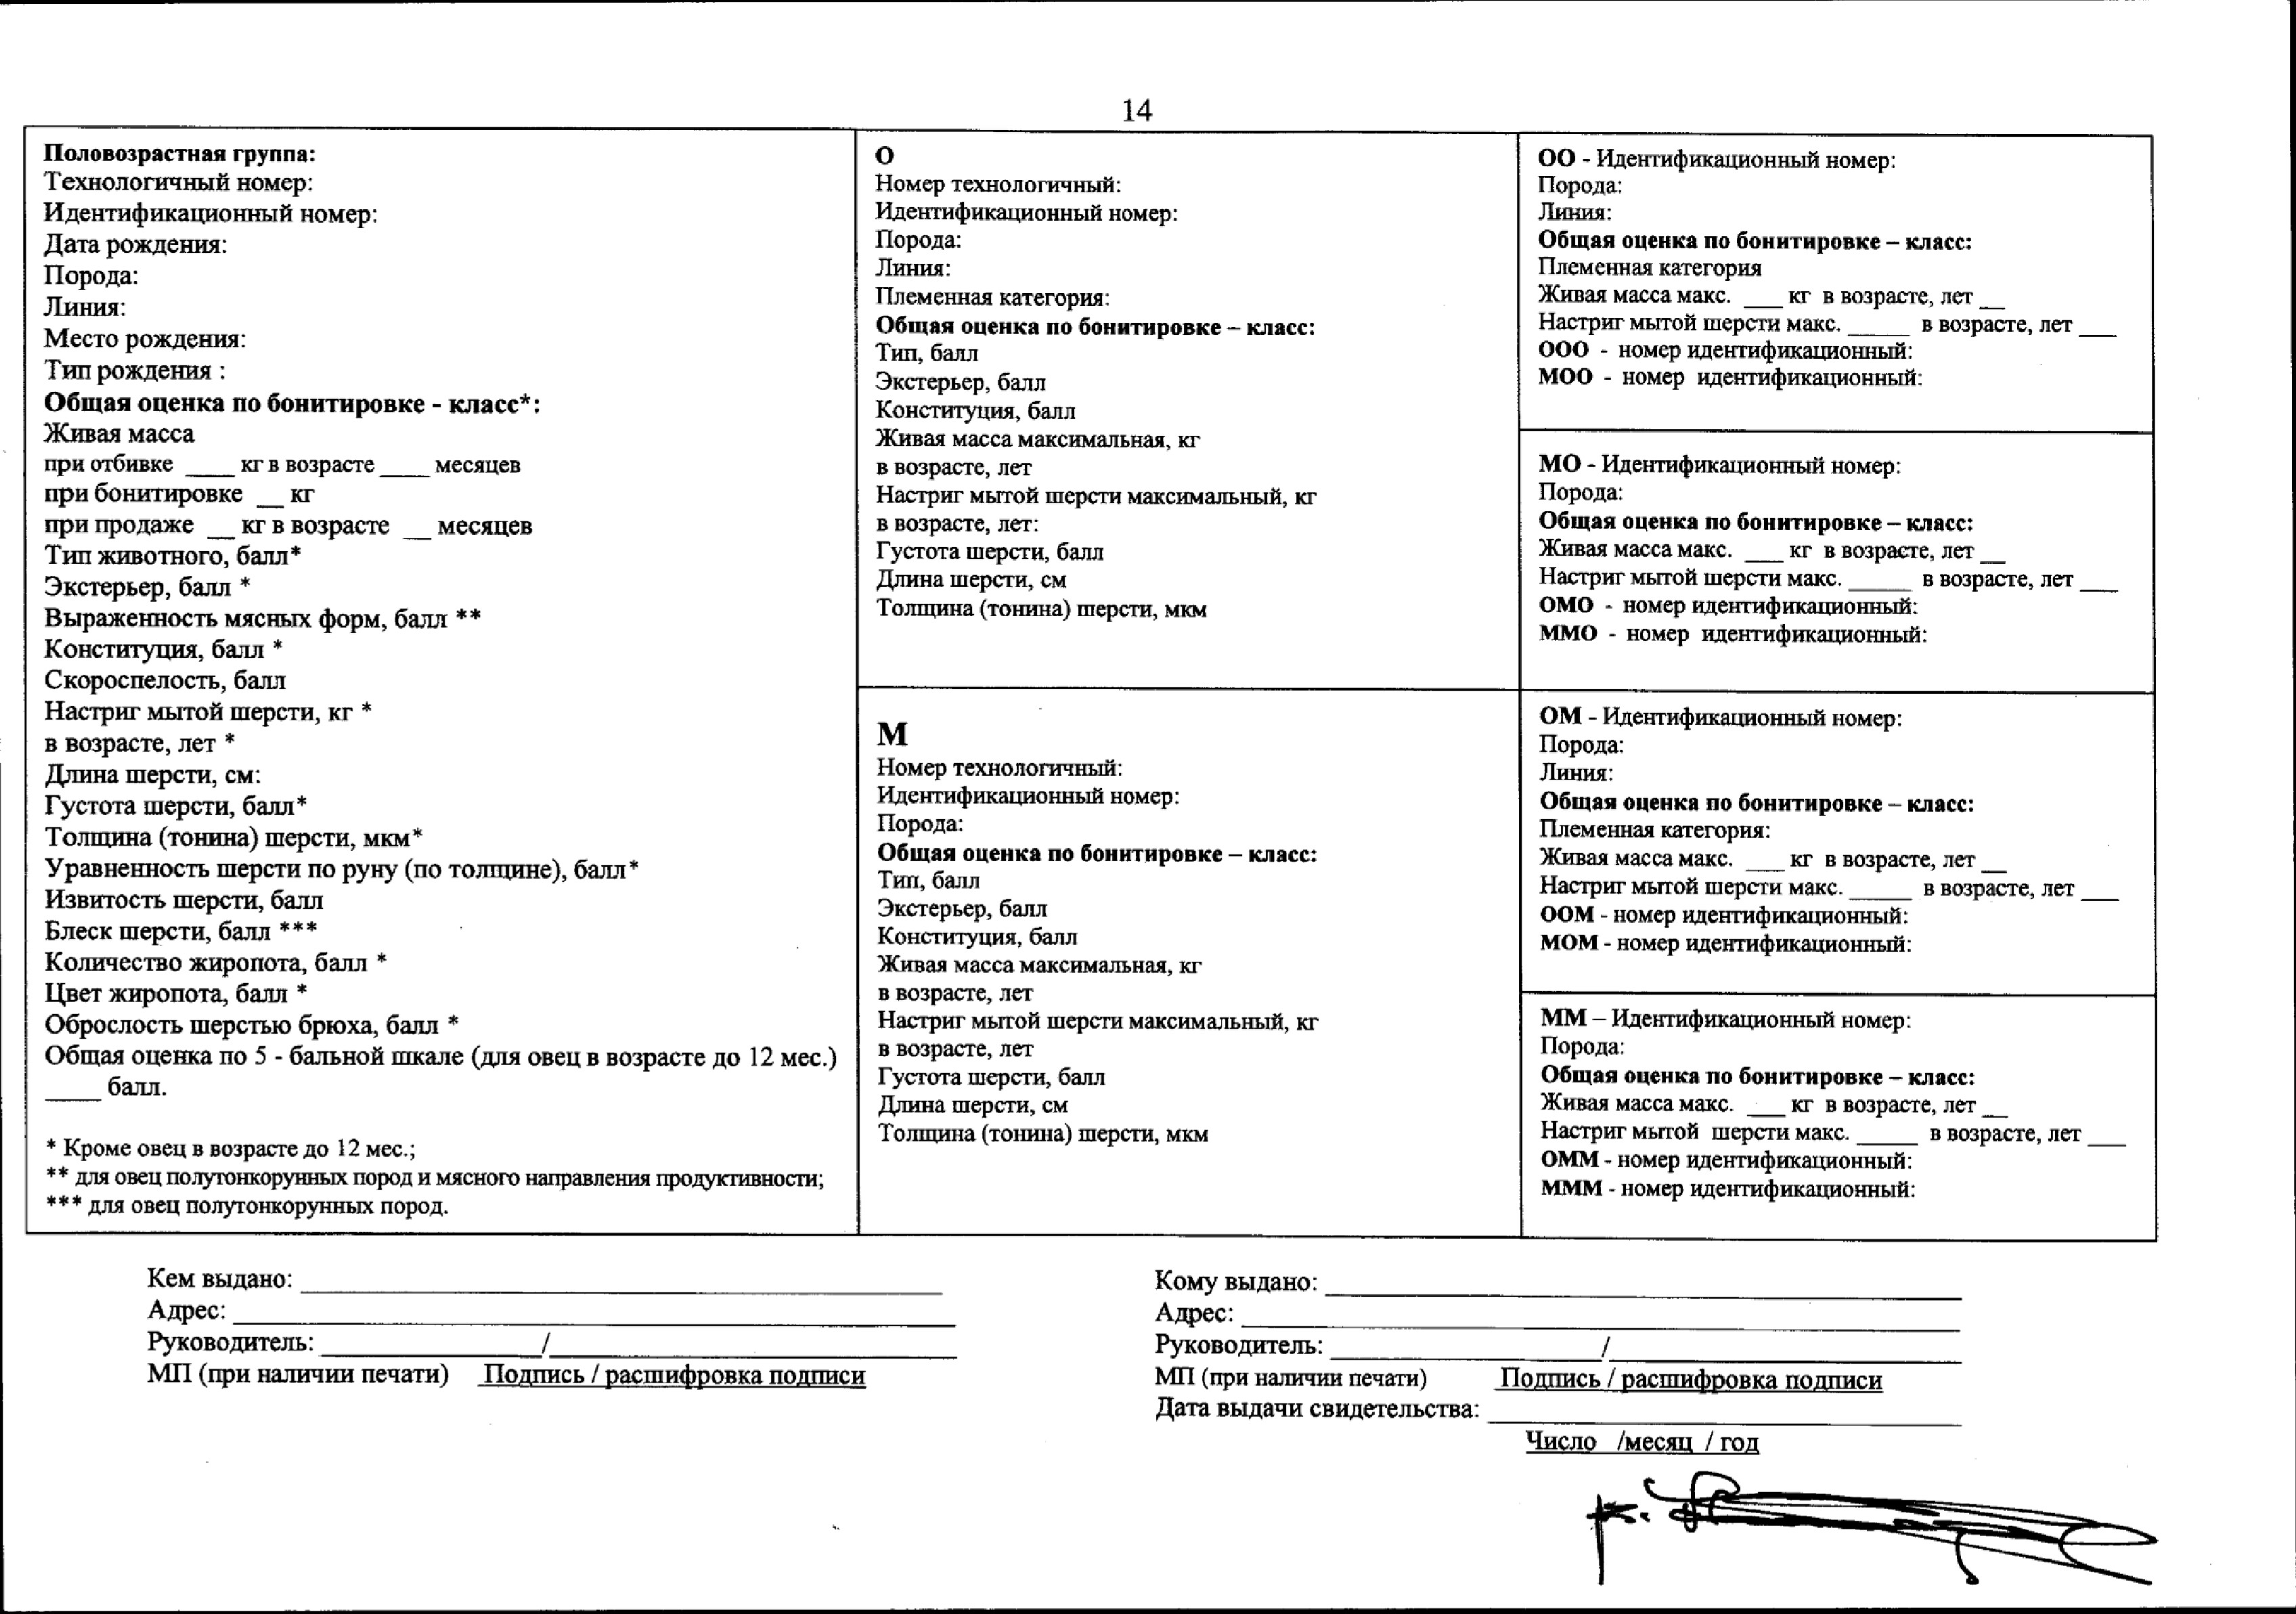 14
Половозрастная группа:
Технологичный номер:
Идентификационный номер:
Дата рождения:
Порода:
Линия:
Место рождения:
Тип рождения :
Общая оценка по бонитировке - класс*:
Живая масса
при отбивке ____ кг в возрасте ____ месяцев
при бонитировке __ кг
при продаже __ кг в возрасте __ месяцев
Тип животного, балл*
Экстерьер, балл *
Выраженность мясных форм, балл **
Конституция, балл *
Скороспелость, балл
Настриг мытой шерсти, кг *
в возрасте, лет *
Длина шерсти, см:
Густота шерсти, балл*
Толщина (тонина) шерсти, мкм*
Уравненность шерсти по руну (по толщине), балл*
Извитость шерсти, балл
Блеск шерсти, балл ***
Количество жиропота, балл *
Цвет жиропота, балл *
Оброслость шерстью брюха, балл *
Общая оценка по 5 - бальной шкале (для овец в возрасте до 12 мес.)
____ балл.
* Кроме овец в возрасте до 12 мес.;
** для овец полутонкорунных пород и мясного направления продуктивности;
*** для овец полутонкорунных пород.
О
Номер технологичный:
Идентификационный номер:
Порода:
Линия:
Племенная категория:
Общая оценка по бонитировке – класс:
Тип, балл
Экстерьер, балл
Конституция, балл
Живая масса максимальная, кг
в возрасте, лет
Настриг мытой шерсти максимальный, кг
в возрасте, лет:
Густота шерсти, балл
Длина шерсти, см
Толщина (тонина) шерсти, мкм
М
Номер технологичный:
Идентификационный номер:
Порода:
Общая оценка по бонитировке – класс:
Тип, балл
Экстерьер, балл
Конституция, балл
Живая масса максимальная, кг
в возрасте, лет
Настриг мытой шерсти максимальный, кг
в возрасте, лет
Густота шерсти, балл
Длина шерсти, см
Толщина (тонина) шерсти, мкм
ОО - Идентификационный номер:
Порода:
Линия:
Общая оценка по бонитировке – класс:
Племенная категория
Живая масса макс. ___ кг в возрасте, лет __
Настриг мытой шерсти макс. _____ в возрасте, лет ___
ООО - номер идентификационный:
МОО - номер идентификационный:
МО - Идентификационный номер:
Порода:
Общая оценка по бонитировке – класс:
Живая масса макс. ___ кг в возрасте, лет __
Настриг мытой шерсти макс. _____ в возрасте, лет ___
ОМО - номер идентификационный:
ММО - номер идентификационный:
ОМ - Идентификационный номер:
Порода:
Линия:
Общая оценка по бонитировке – класс:
Племенная категория:
Живая масса макс. ___ кг в возрасте, лет __
Настриг мытой шерсти макс. _____ в возрасте, лет ___
ООМ - номер идентификационный:
МОМ - номер идентификационный:
ММ – Идентификационный номер:
Порода:
Общая оценка по бонитировке – класс:
Живая масса макс. ___ кг в возрасте, лет __
Настриг мытой шерсти макс. _____ в возрасте, лет ___
ОММ - номер идентификационный:
МММ - номер идентификационный:
Кем выдано: ____________________
Адрес: ____________________
Руководитель: __________/__________
МП (при наличии печати) Подпись / расшифровка подписи
Кому выдано: ____________________
Адрес: ____________________
Руководитель: __________/__________
МП (при наличии печати) Подпись / расшифровка подписи
Дата выдачи свидетельства: ____________________
Число /месяц / год